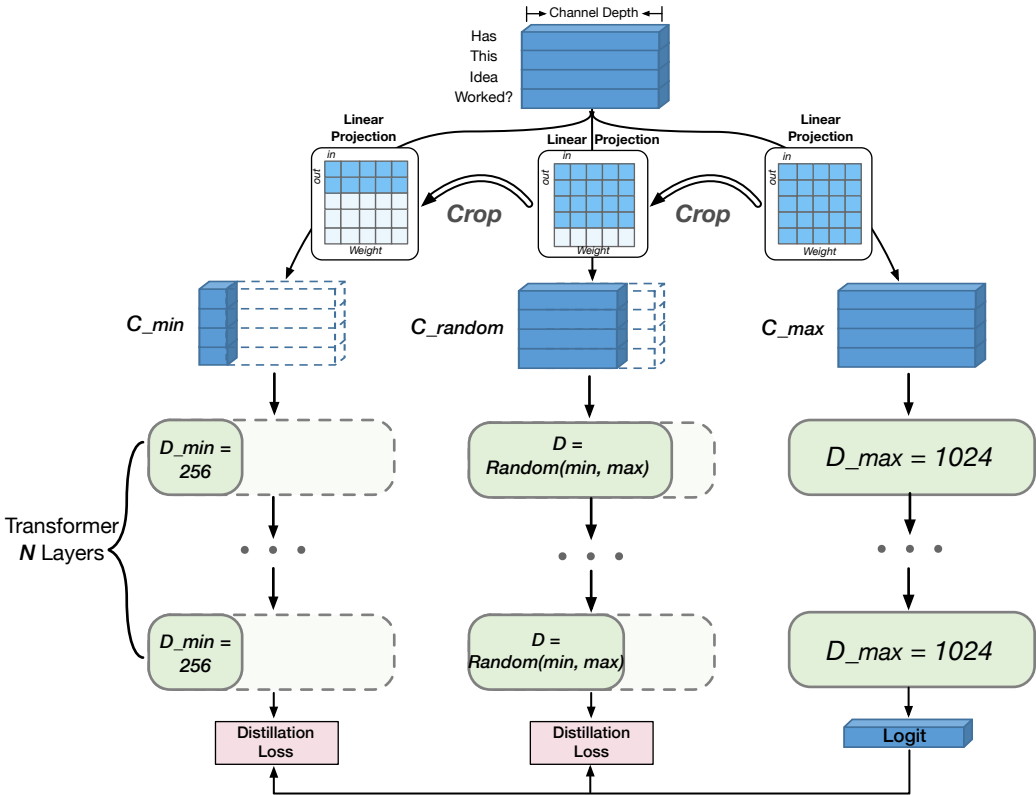 Channel Depth
Has
This
Idea
Worked?
Linear
Projection
Linear Projection
Linear
Projection
in
out
Weight
in
out
Weight
in
out
Weight
Crop
Crop
C_min
C_random
C_max
D_min =
256
D =
Random(min, max)
D_max = 1024
Transformer
N Layers
D_min =
256
D =
Random(min, max)
D_max = 1024
Distillation
Loss
Distillation
Loss
Logit